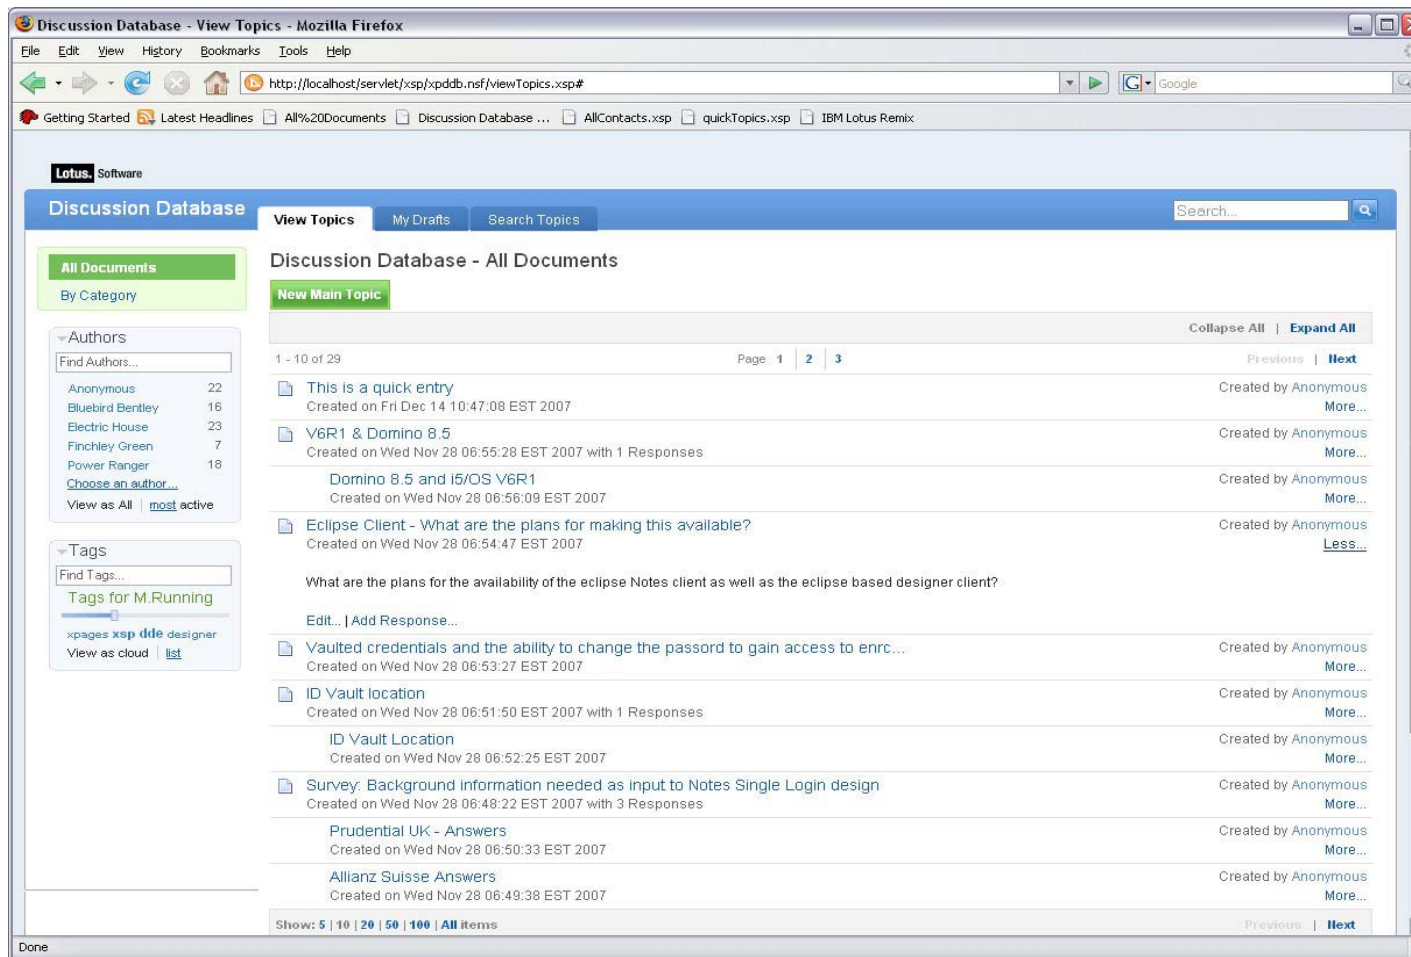 Discussion Database - View Topics - Mozilla Firefox
File Edit View History Bookmarks Tools Help
http://localhost/servlet/xsp/xpddb.nsf/viewTopics.xsp#
G Google
Getting Started Latest Headlines All%20Documents Discussion Database ... AllContacts.xsp quickTopics.xsp IBM Lotus Remix
Lotus. Software
Discussion Database View Topics My Drafts Search Topics Search...
All Documents
By Category
Authors
Find Authors...
Anonymous 22
Bluebird Bentley 16
Electric House 23
Finchley Green 7
Power Ranger 18
Choose an author...
View as All | most active
Tags
Find Tags...
Tags for M.Running
xpages xsp dde designer
View as cloud | list
Discussion Database - All Documents
New Main Topic
Collapse All | Expand All
1 - 10 of 29 Page 1 | 2 | 3 Previous | Next
This is a quick entry Created by Anonymous
Created on Fri Dec 14 10:47:08 EST 2007 More...
V6R1 & Domino 8.5 Created by Anonymous
Created on Wed Nov 28 06:55:28 EST 2007 with 1 Responses More...
Domino 8.5 and i5/OS V6R1 Created by Anonymous
Created on Wed Nov 28 06:56:09 EST 2007 More...
Eclipse Client - What are the plans for making this available? Created by Anonymous
Created on Wed Nov 28 06:54:47 EST 2007 Less...
What are the plans for the availability of the eclipse Notes client as well as the eclipse based designer client?
Edit... | Add Response...
Vaulted credentials and the ability to change the passord to gain access to enrc... Created by Anonymous
Created on Wed Nov 28 06:53:27 EST 2007 More...
ID Vault location Created by Anonymous
Created on Wed Nov 28 06:51:50 EST 2007 with 1 Responses More...
ID Vault Location Created by Anonymous
Created on Wed Nov 28 06:52:25 EST 2007 More...
Survey: Background information needed as input to Notes Single Login design Created by Anonymous
Created on Wed Nov 28 06:48:22 EST 2007 with 3 Responses More...
Prudential UK - Answers Created by Anonymous
Created on Wed Nov 28 06:50:33 EST 2007 More...
Allianz Suisse Answers Created by Anonymous
Created on Wed Nov 28 06:49:38 EST 2007 More...
Show: 5 | 10 | 20 | 50 | 100 | All items Previous | Next
Done